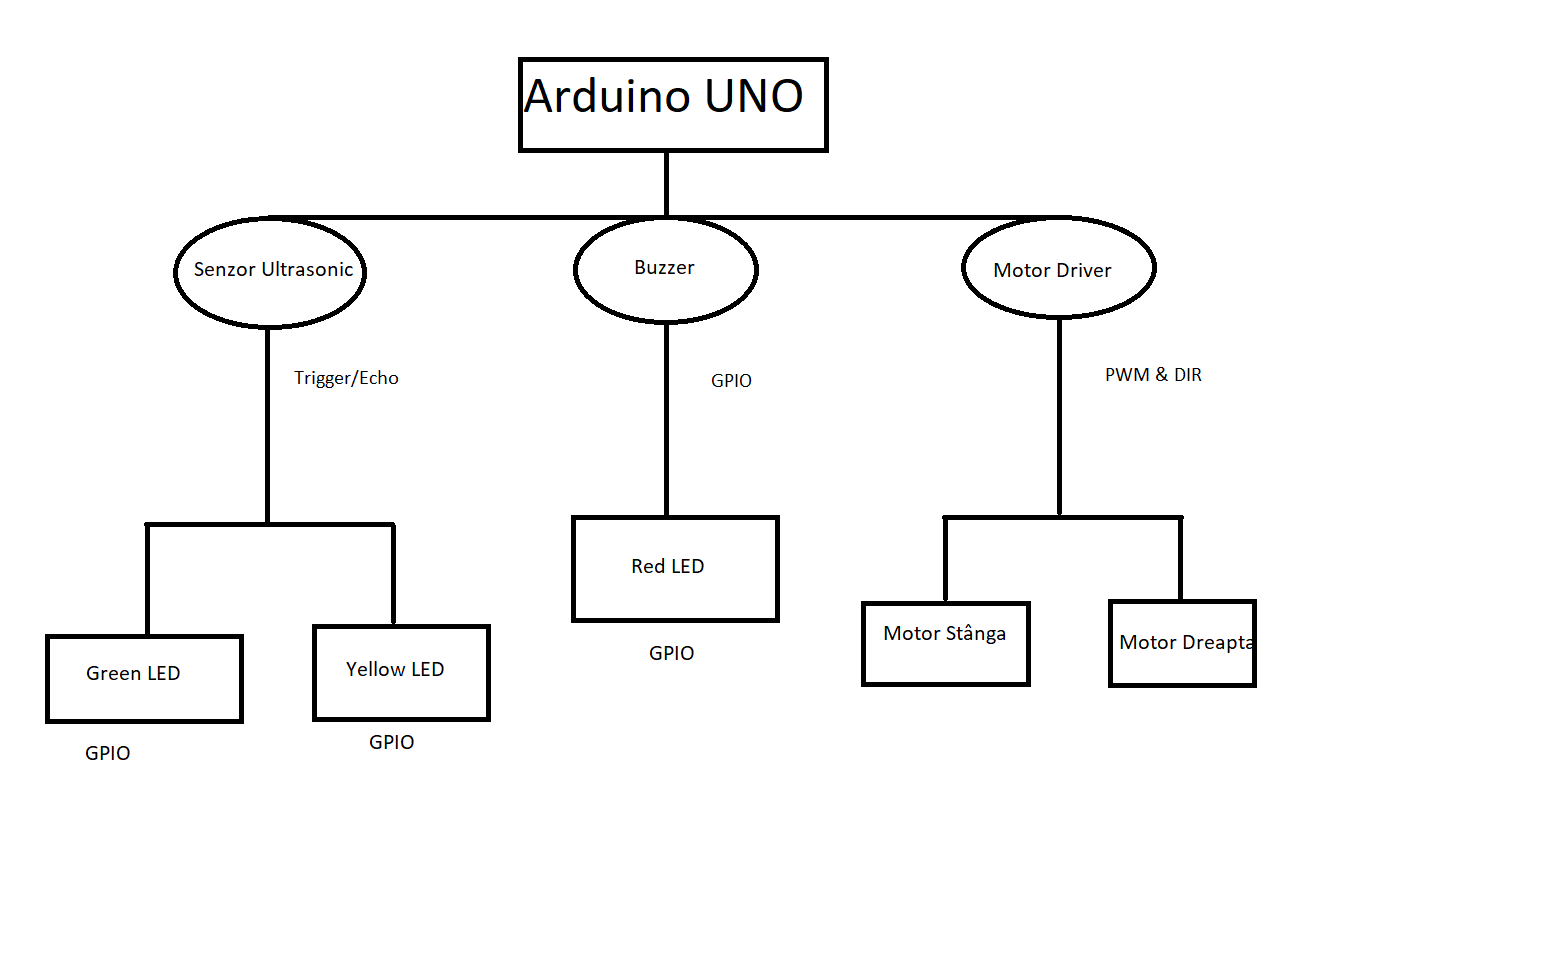 Arduino UNO
Senzor Ultrasonic
Buzzer
Motor Driver
Trigger/Echo
GPIO
PWM & DIR
Red LED
GPIO
Motor Stânga
Motor Dreapta
Green LED
Yellow LED
GPIO
GPIO